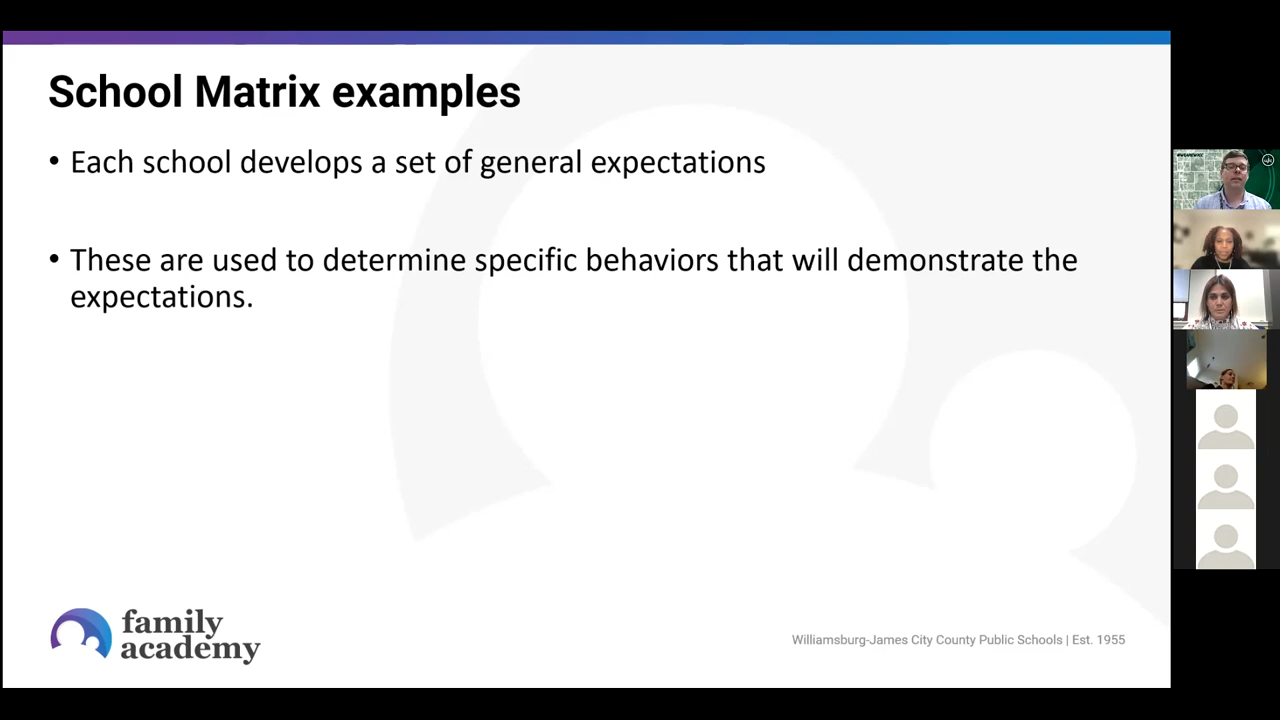 School Matrix examples
• Each school develops a set of general expectations
• These are used to determine specific behaviors that will demonstrate the
expectations.
family
academy
Williamsburg-James City County Public Schools | Est. 1955